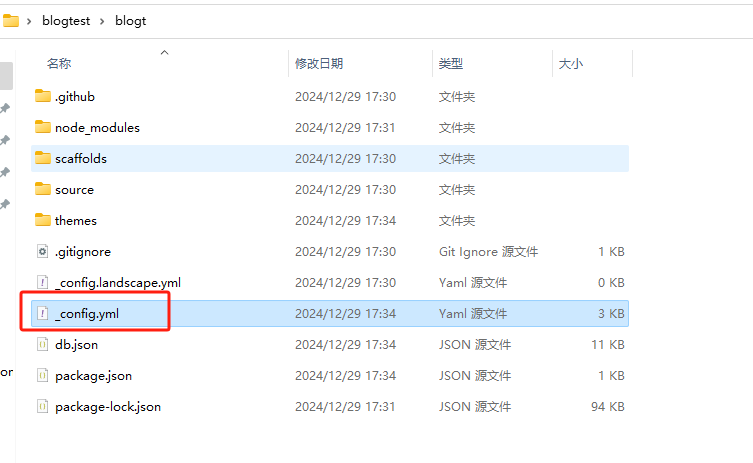 blogtest > blogt
名称 修改日期 类型 大小
.github 2024/12/29 17:30 文件夹
node_modules 2024/12/29 17:31 文件夹
scaffolds 2024/12/29 17:30 文件夹
source 2024/12/29 17:30 文件夹
themes 2024/12/29 17:34 文件夹
.gitignore 2024/12/29 17:30 Git Ignore 源文件 1 KB
_config.landscape.yml 2024/12/29 17:30 Yaml 源文件 0 KB
_config.yml 2024/12/29 17:34 Yaml 源文件 3 KB
db.json 2024/12/29 17:34 JSON 源文件 11 KB
or
package.json 2024/12/29 17:34 JSON 源文件 1 KB
package-lock.json 2024/12/29 17:31 JSON 源文件 94 KB